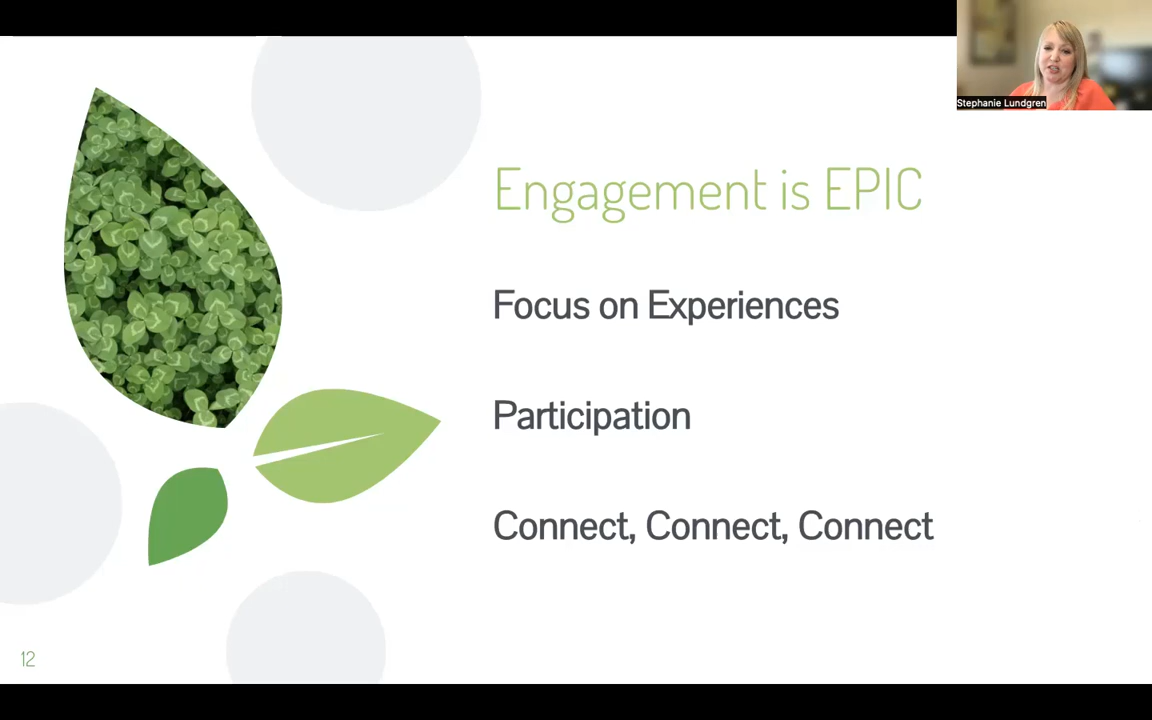 Stephanie Lundgren
Engagement is EPIC
Focus on Experiences
Participation
Connect, Connect, Connect
12